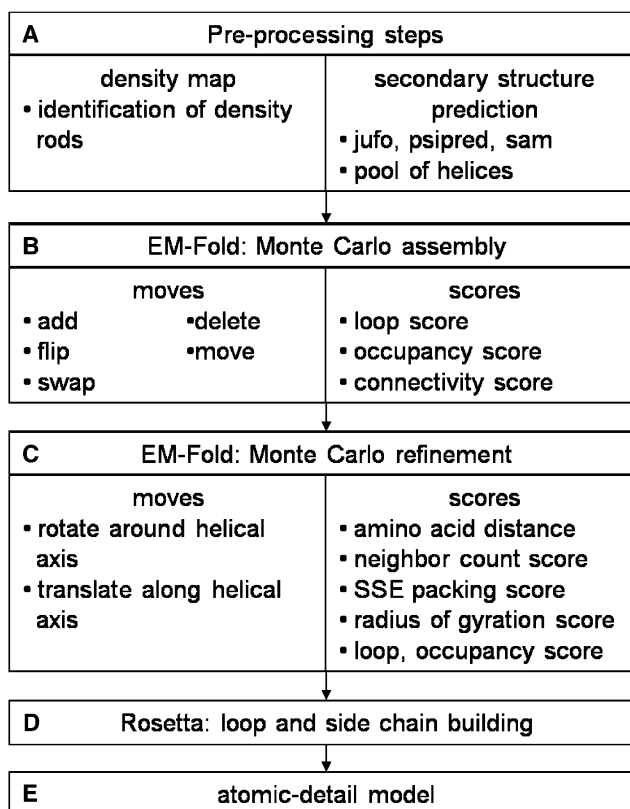 A Pre-processing steps
density map
▪ identification of density
rods
secondary structure
prediction
▪ jufo, psipred, sam
▪ pool of helices
B EM-Fold: Monte Carlo assembly
moves
▪ add ▪delete
▪ flip ▪move
▪ swap
scores
▪ loop score
▪ occupancy score
▪ connectivity score
C EM-Fold: Monte Carlo refinement
moves
▪ rotate around helical
axis
▪ translate along helical
axis
scores
▪ amino acid distance
▪ neighbor count score
▪ SSE packing score
▪ radius of gyration score
▪ loop, occupancy score
D Rosetta: loop and side chain building
E atomic-detail model